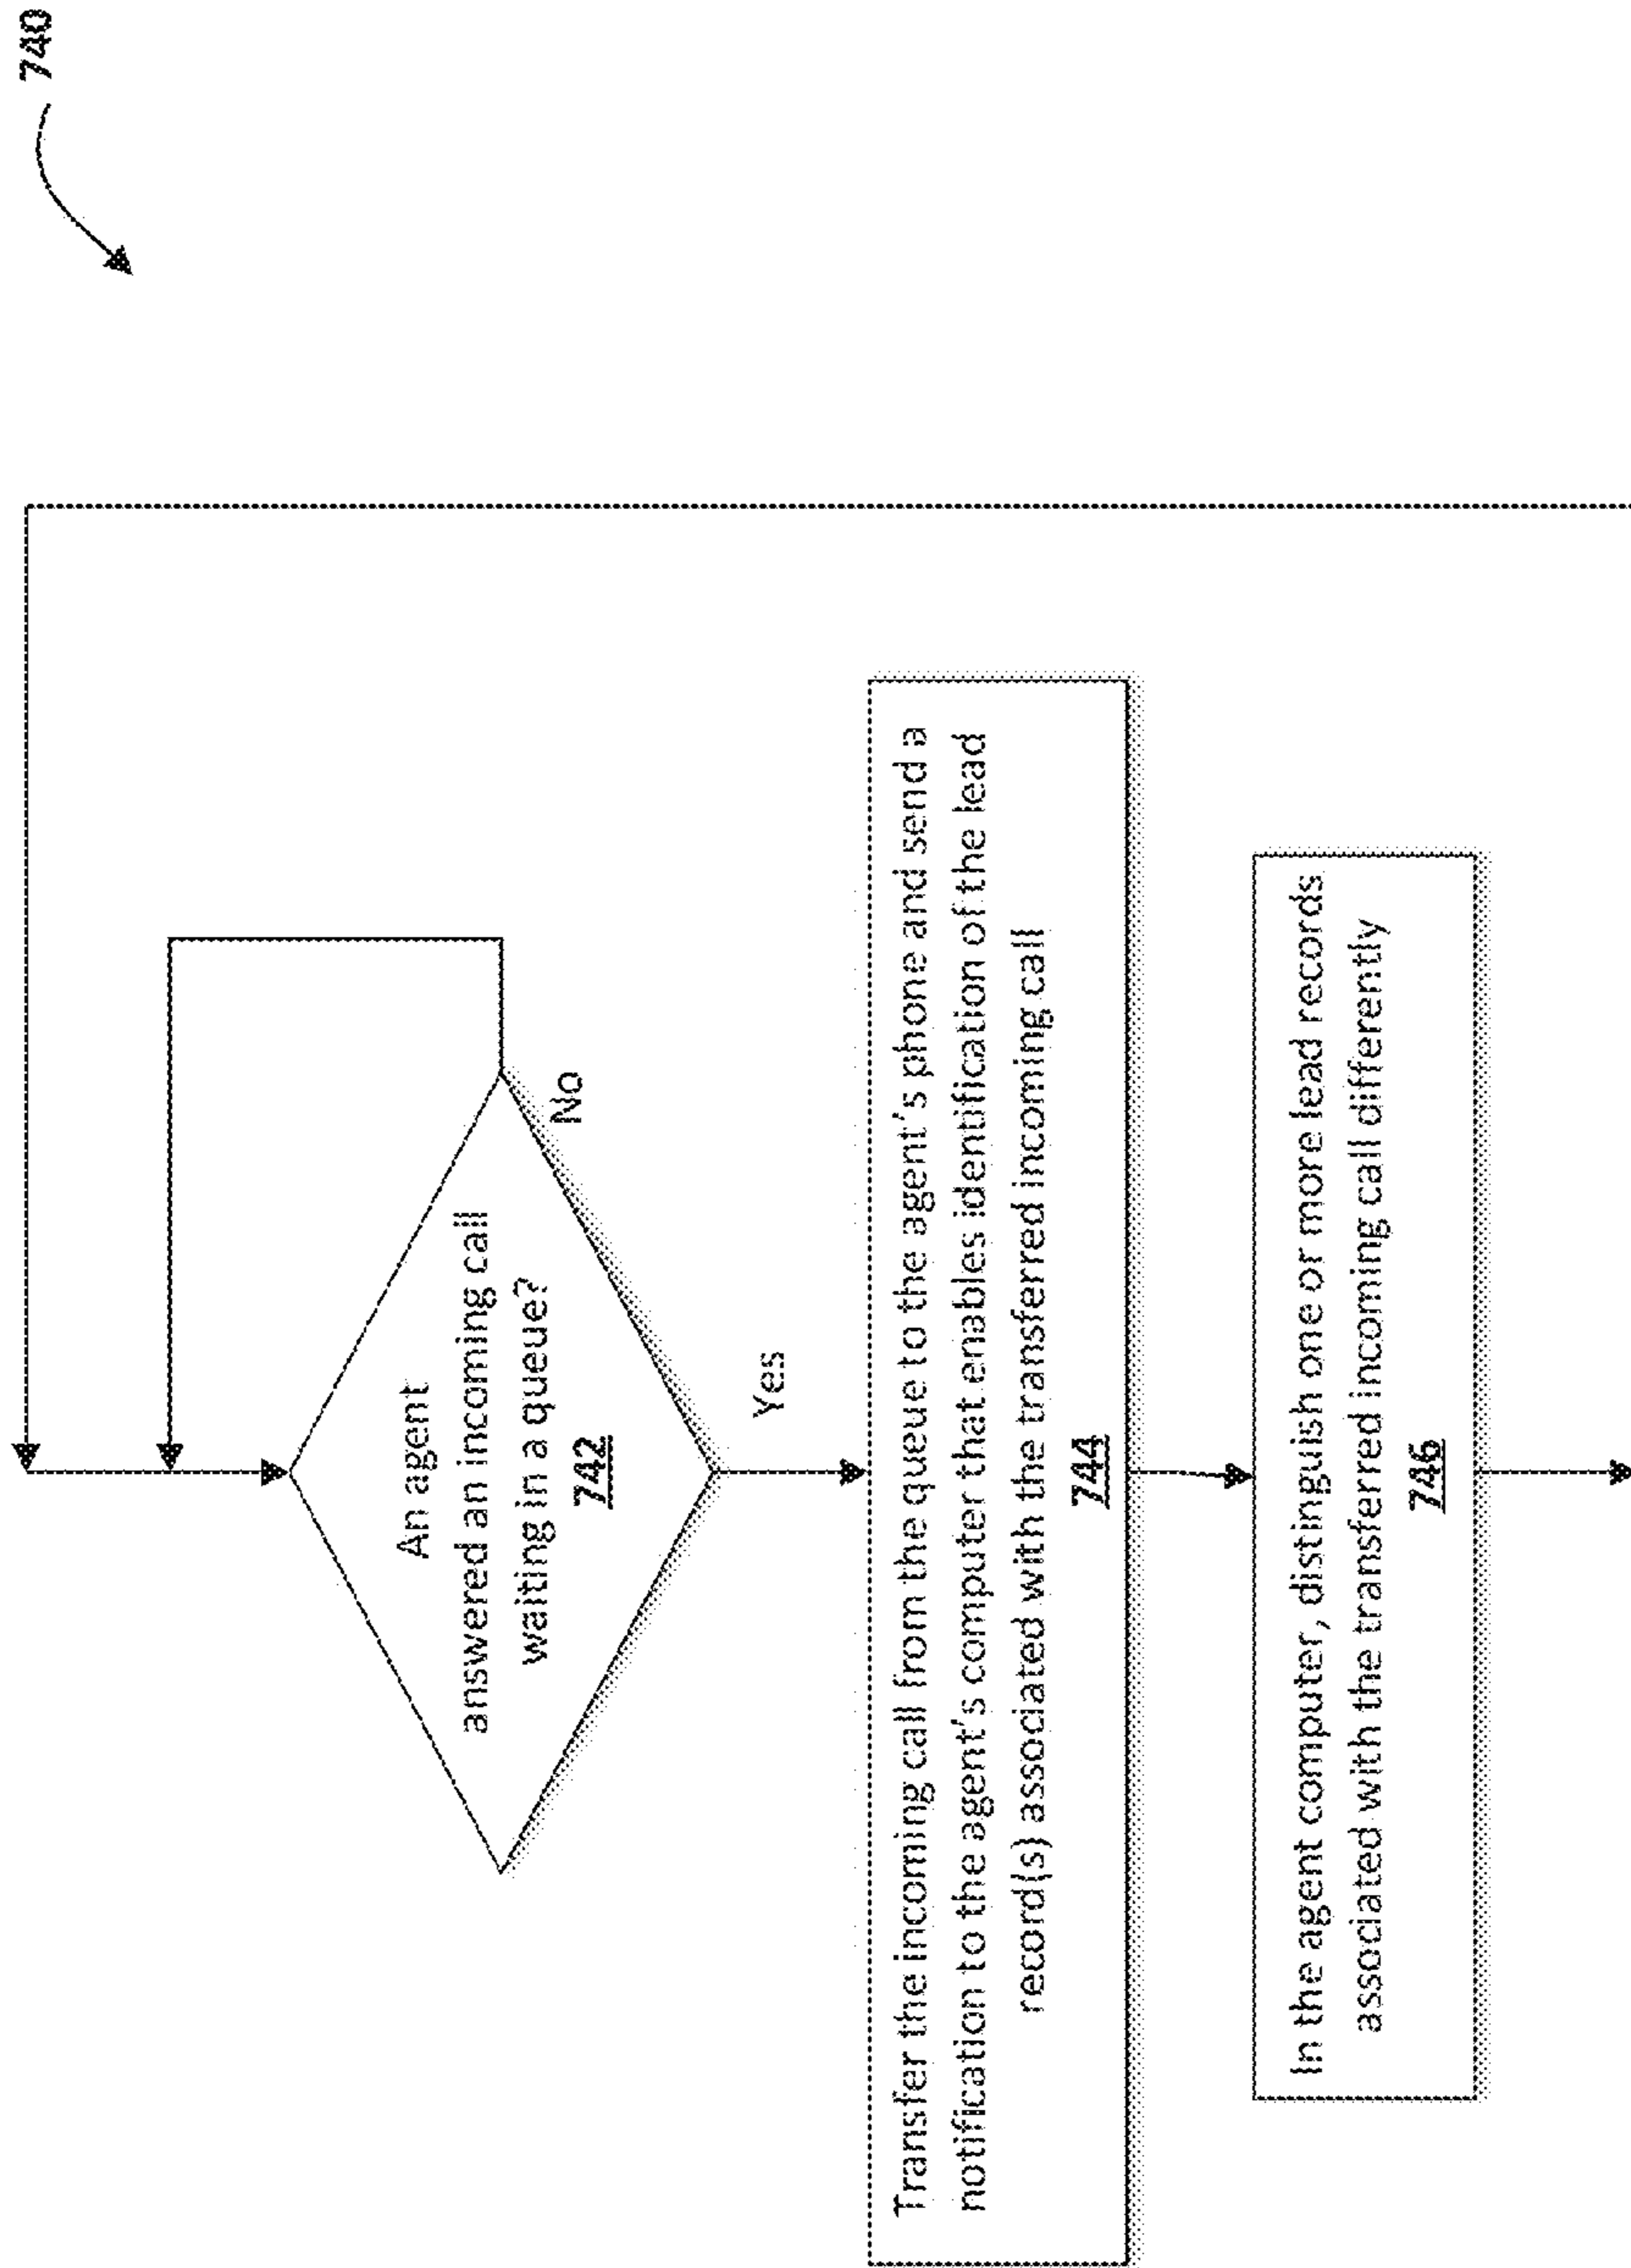 740
An agent
answered an incoming call
waiting in a queue?
742
No
Yes
Transfer the incoming call from the queue to the agent's phone and send a
notification to the agent's computer that enables identification of the lead
record(s) associated with the transferred incoming call
744
In the agent computer, distinguish one or more lead records
associated with the transferred incoming call differently
746